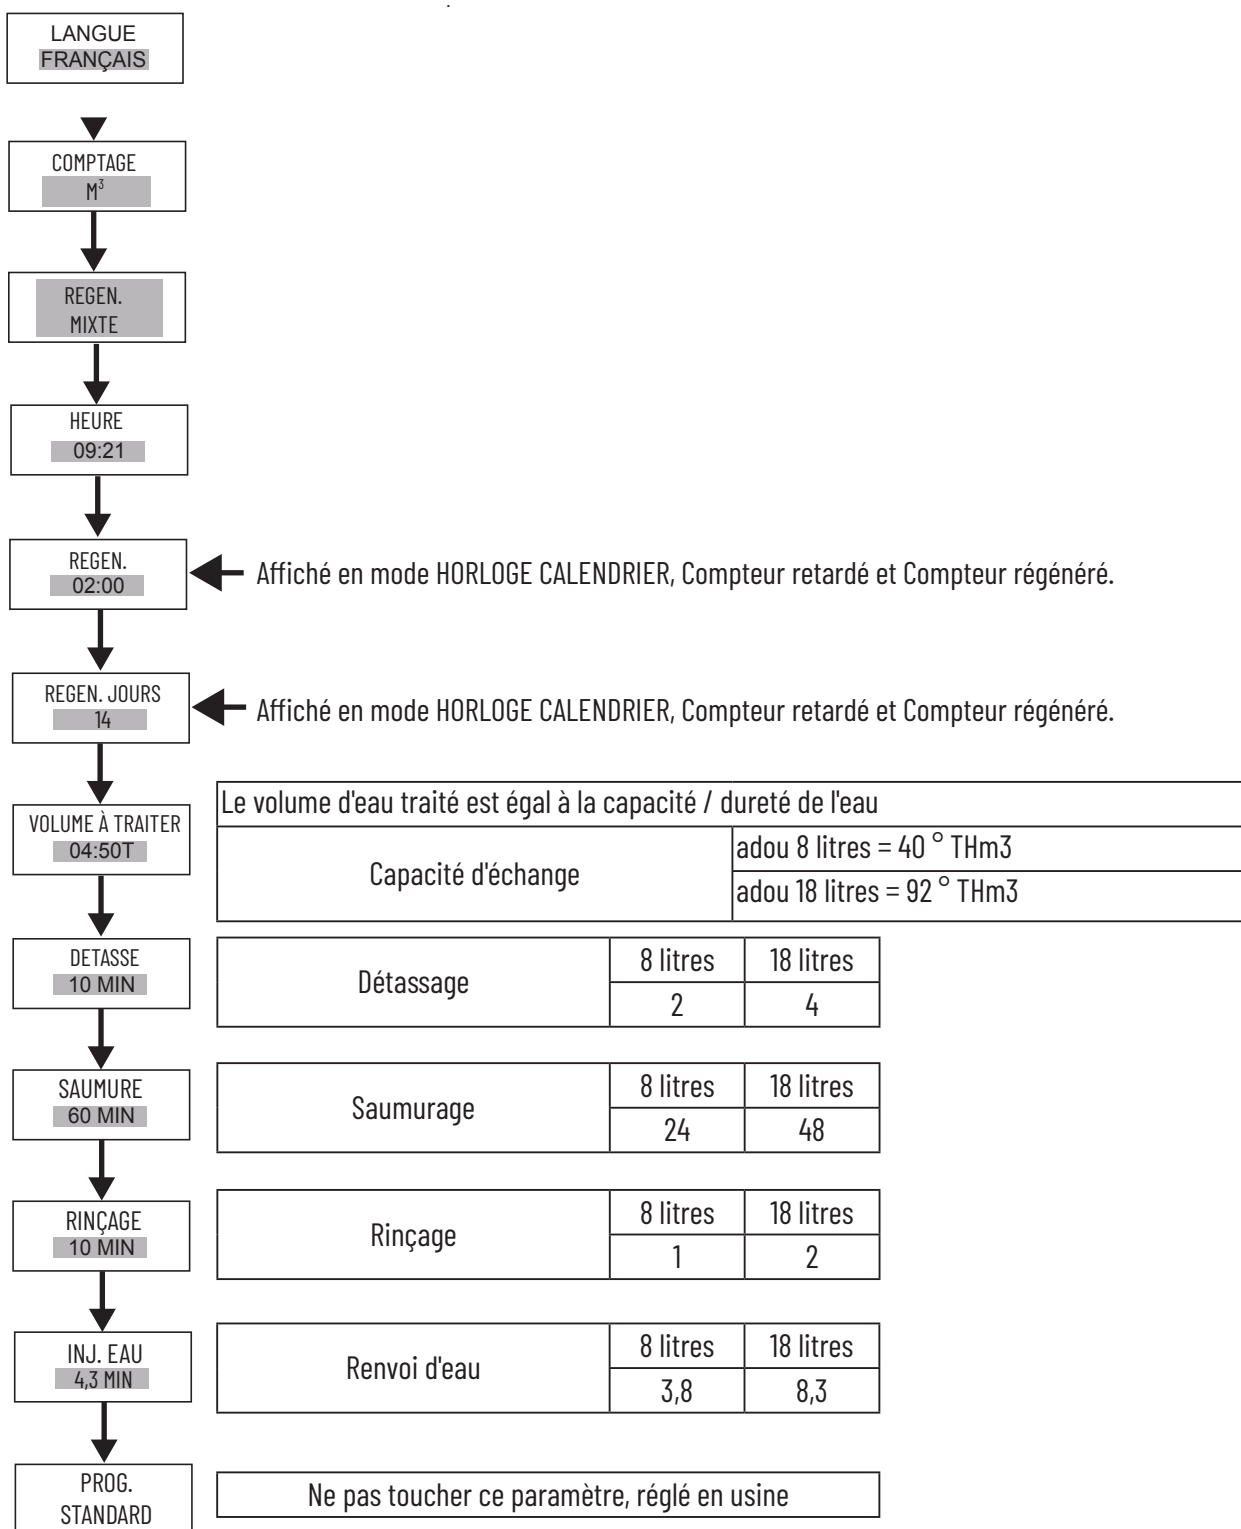 LANGUE
FRANÇAIS
COMPTAGE
M³
REGEN.
MIXTE
HEURE
09:21
REGEN.
02:00
Affiché en mode HORLOGE CALENDRIER, Compteur retardé et Compteur régénéré.
REGEN. JOURS
14
Affiché en mode HORLOGE CALENDRIER, Compteur retardé et Compteur régénéré.
VOLUME À TRAITER
04:50T
Le volume d'eau traité est égal à la capacité / dureté de l'eau
Capacité d'échange
adou 8 litres = 40 ° THm3
adou 18 litres = 92 ° THm3
DETASSE
10 MIN
Détassage
8 litres 18 litres
2 4
SAUMURE
60 MIN
Saumurage
8 litres 18 litres
24 48
RINÇAGE
10 MIN
Rinçage
8 litres 18 litres
1 2
INJ. EAU
4,3 MIN
Renvoi d'eau
8 litres 18 litres
3,8 8,3
PROG.
STANDARD
Ne pas toucher ce paramètre, réglé en usine